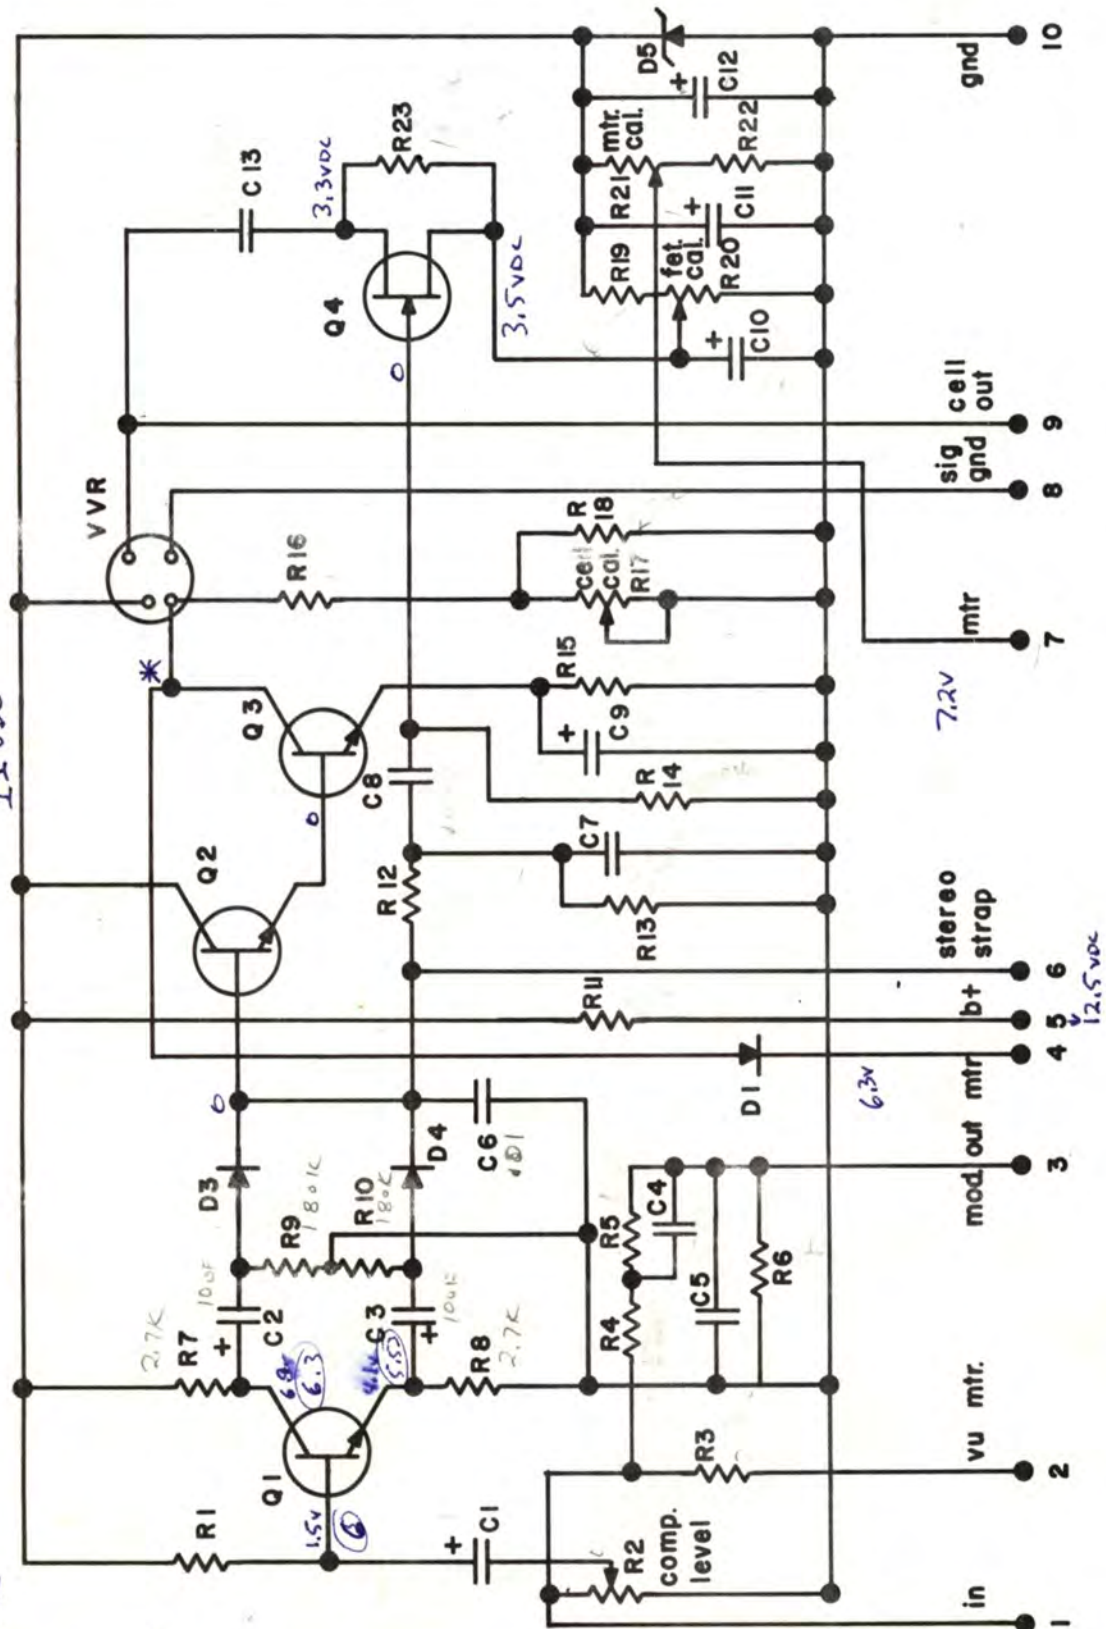 R1
Q1
1.5v
6
C1
R2
comp.
level
in
1
2.7K
R7
10uF
C2
6.3
C3
5.5
R8
2.7K
R3
vu mtr.
2
D3
R9
180K
R10
180K
D4
C6
.01
R4
R5
C4
C5
R6
mod. out
3
0
D1
mtr
4
6.3v
R11
b+
5
12.5 VDC
stereo
strap
6
Q2
0
Q3
*
R12
C8
R13
C7
R
14
C9
R15
7.2v
mtr
7
VVR
R16
cell
cal.
R17
R
18
sig
gnd
8
cell
out
9
0
Q4
C13
3.3VDC
R23
3.5VDC
C10
R19
fet
cal.
R20
C11
R21
mtr.
cal.
R22
C12
D5
gnd
10